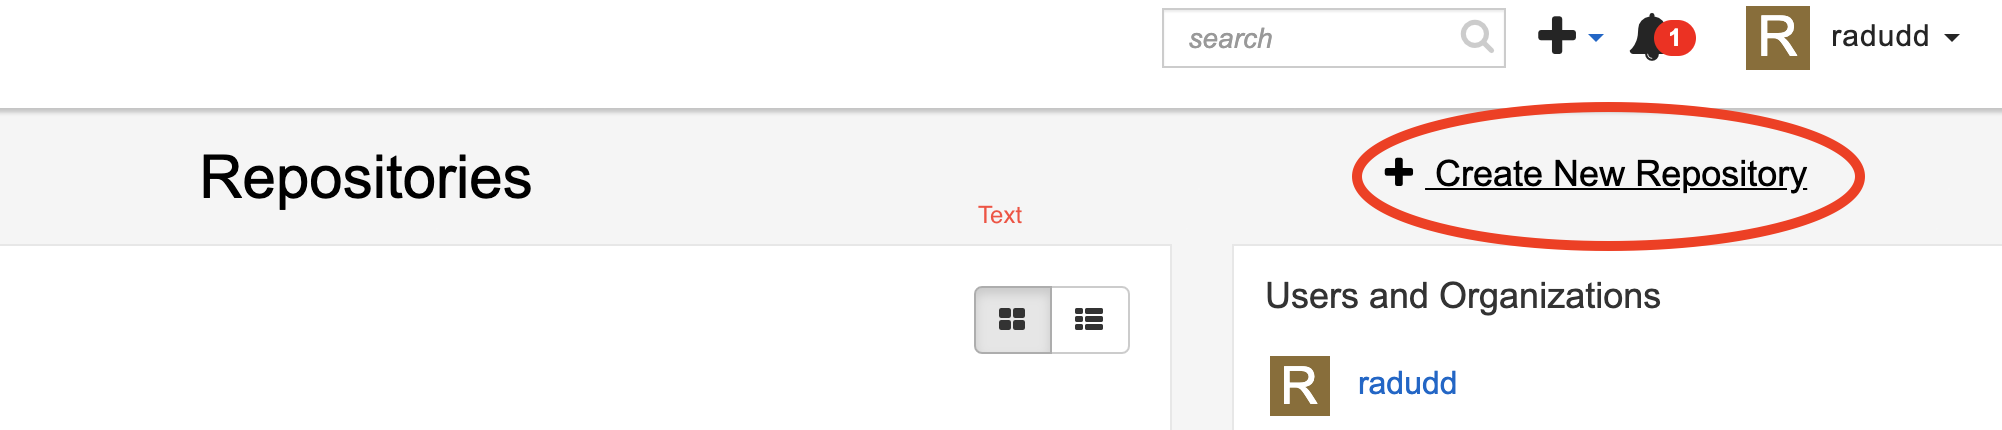 search
1
R
radudd
Repositories
Create New Repository
Text
Users and Organizations
R
radudd